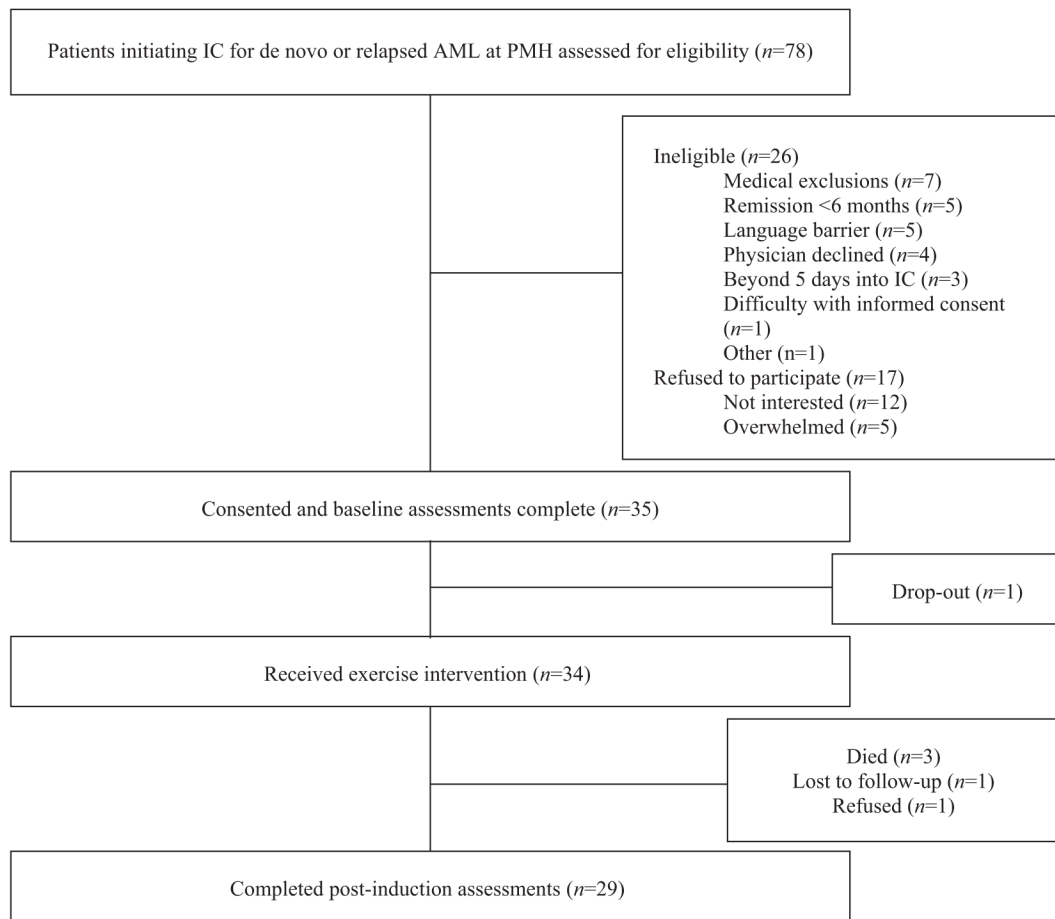 Patients initiating IC for de novo or relapsed AML at PMH assessed for eligibility (n=78)
Ineligible (n=26)
Medical exclusions (n=7)
Remission <6 months (n=5)
Language barrier (n=5)
Physician declined (n=4)
Beyond 5 days into IC (n=3)
Difficulty with informed consent
(n=1)
Other (n=1)
Refused to participate (n=17)
Not interested (n=12)
Overwhelmed (n=5)
Consented and baseline assessments complete (n=35)
Drop-out (n=1)
Received exercise intervention (n=34)
Died (n=3)
Lost to follow-up (n=1)
Refused (n=1)
Completed post-induction assessments (n=29)